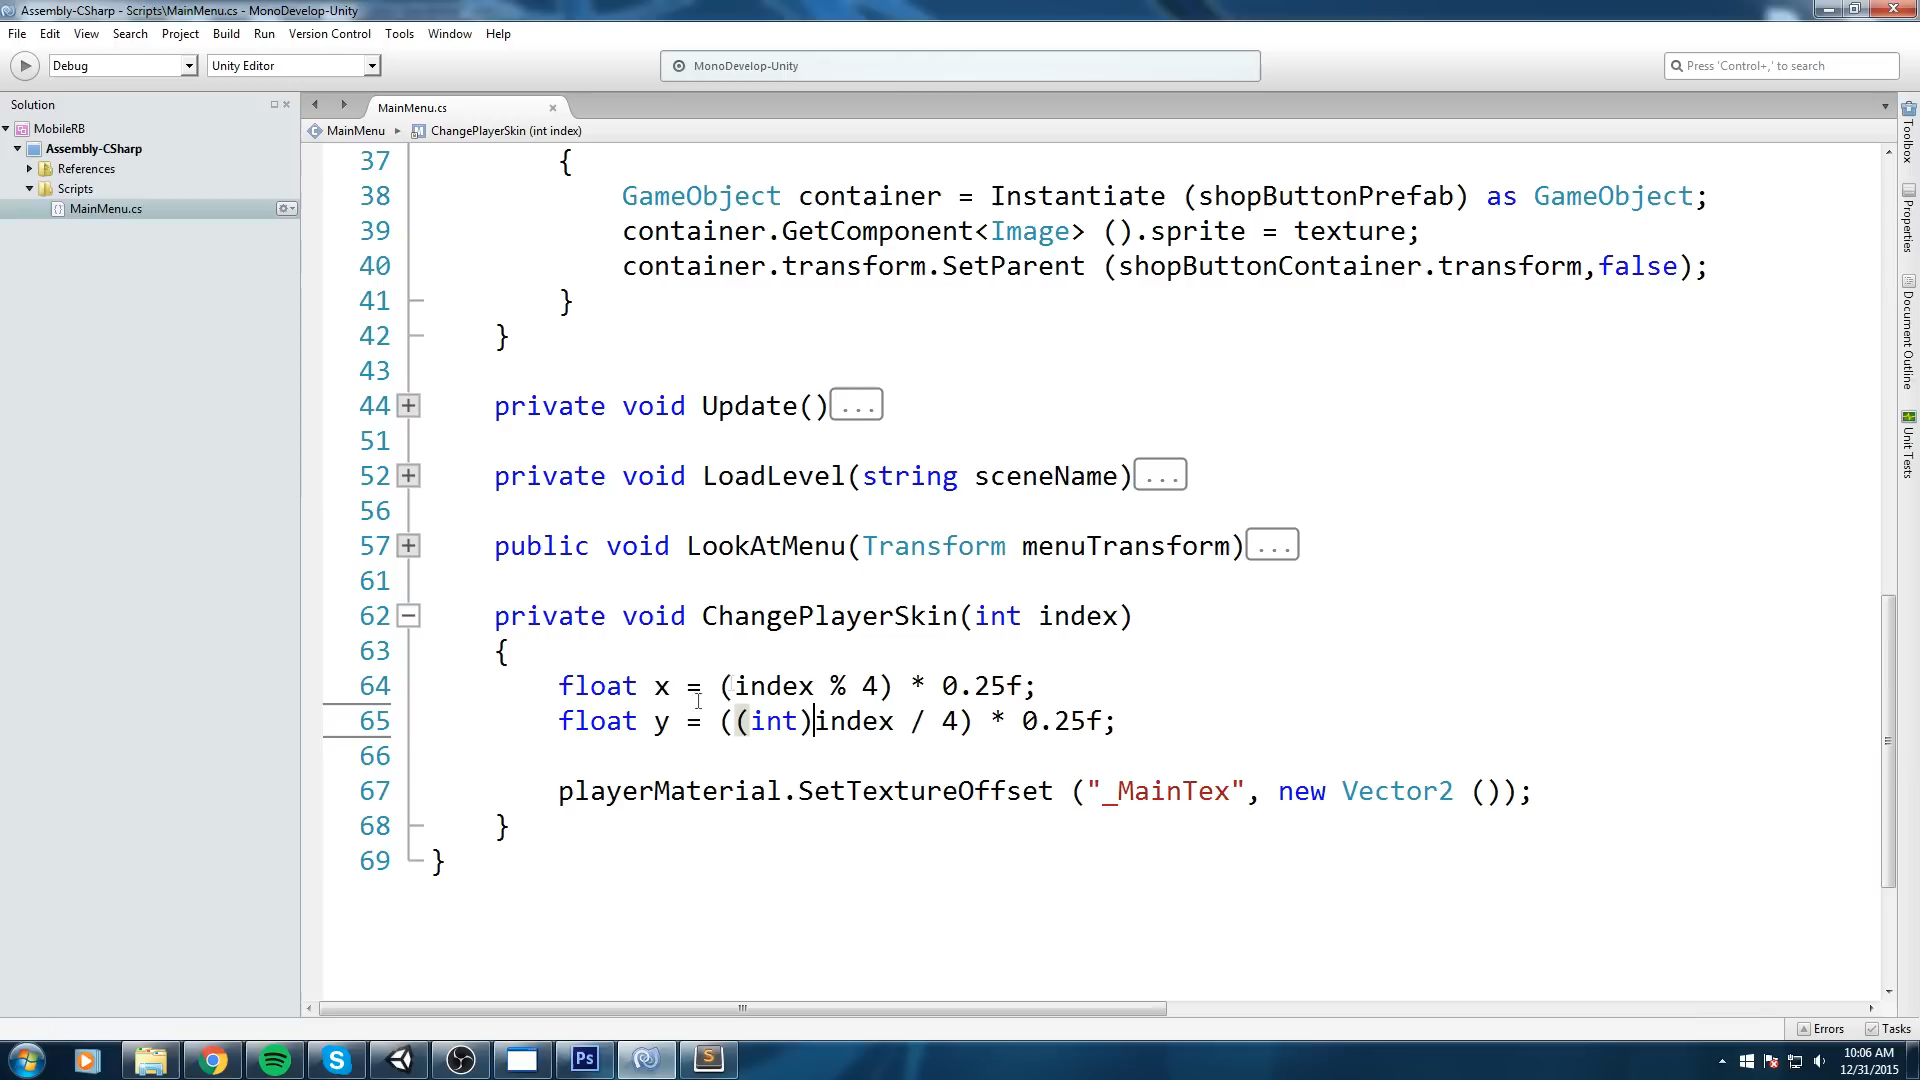 Assembly-CSharp - Scripts\MainMenu.cs - MonoDevelop-Unity
File Edit View Search Project Build Run Version Control Tools Window Help
Debug Unity Editor MonoDevelop-Unity Press 'Control+,' to search
Solution
MobileRB
Assembly-CSharp
References
Scripts
MainMenu.cs
MainMenu.cs
MainMenu ChangePlayerSkin (int index)
37 {
38 GameObject container = Instantiate (shopButtonPrefab) as GameObject;
39 container.GetComponent<Image> ().sprite = texture;
40 container.transform.SetParent (shopButtonContainer.transform,false);
41 }
42 }
43
44 private void Update()...
51
52 private void LoadLevel(string sceneName)...
56
57 public void LookAtMenu(Transform menuTransform)...
61
62 private void ChangePlayerSkin(int index)
63 {
64 float x = (index % 4) * 0.25f;
65 float y = ((int)index / 4) * 0.25f;
66
67 playerMaterial.SetTextureOffset ("_MainTex", new Vector2 ());
68 }
69 }
Toolbox
Properties
Document Outline
Unit Tests
Errors Tasks
Ps
S
10:06 AM
12/31/2015